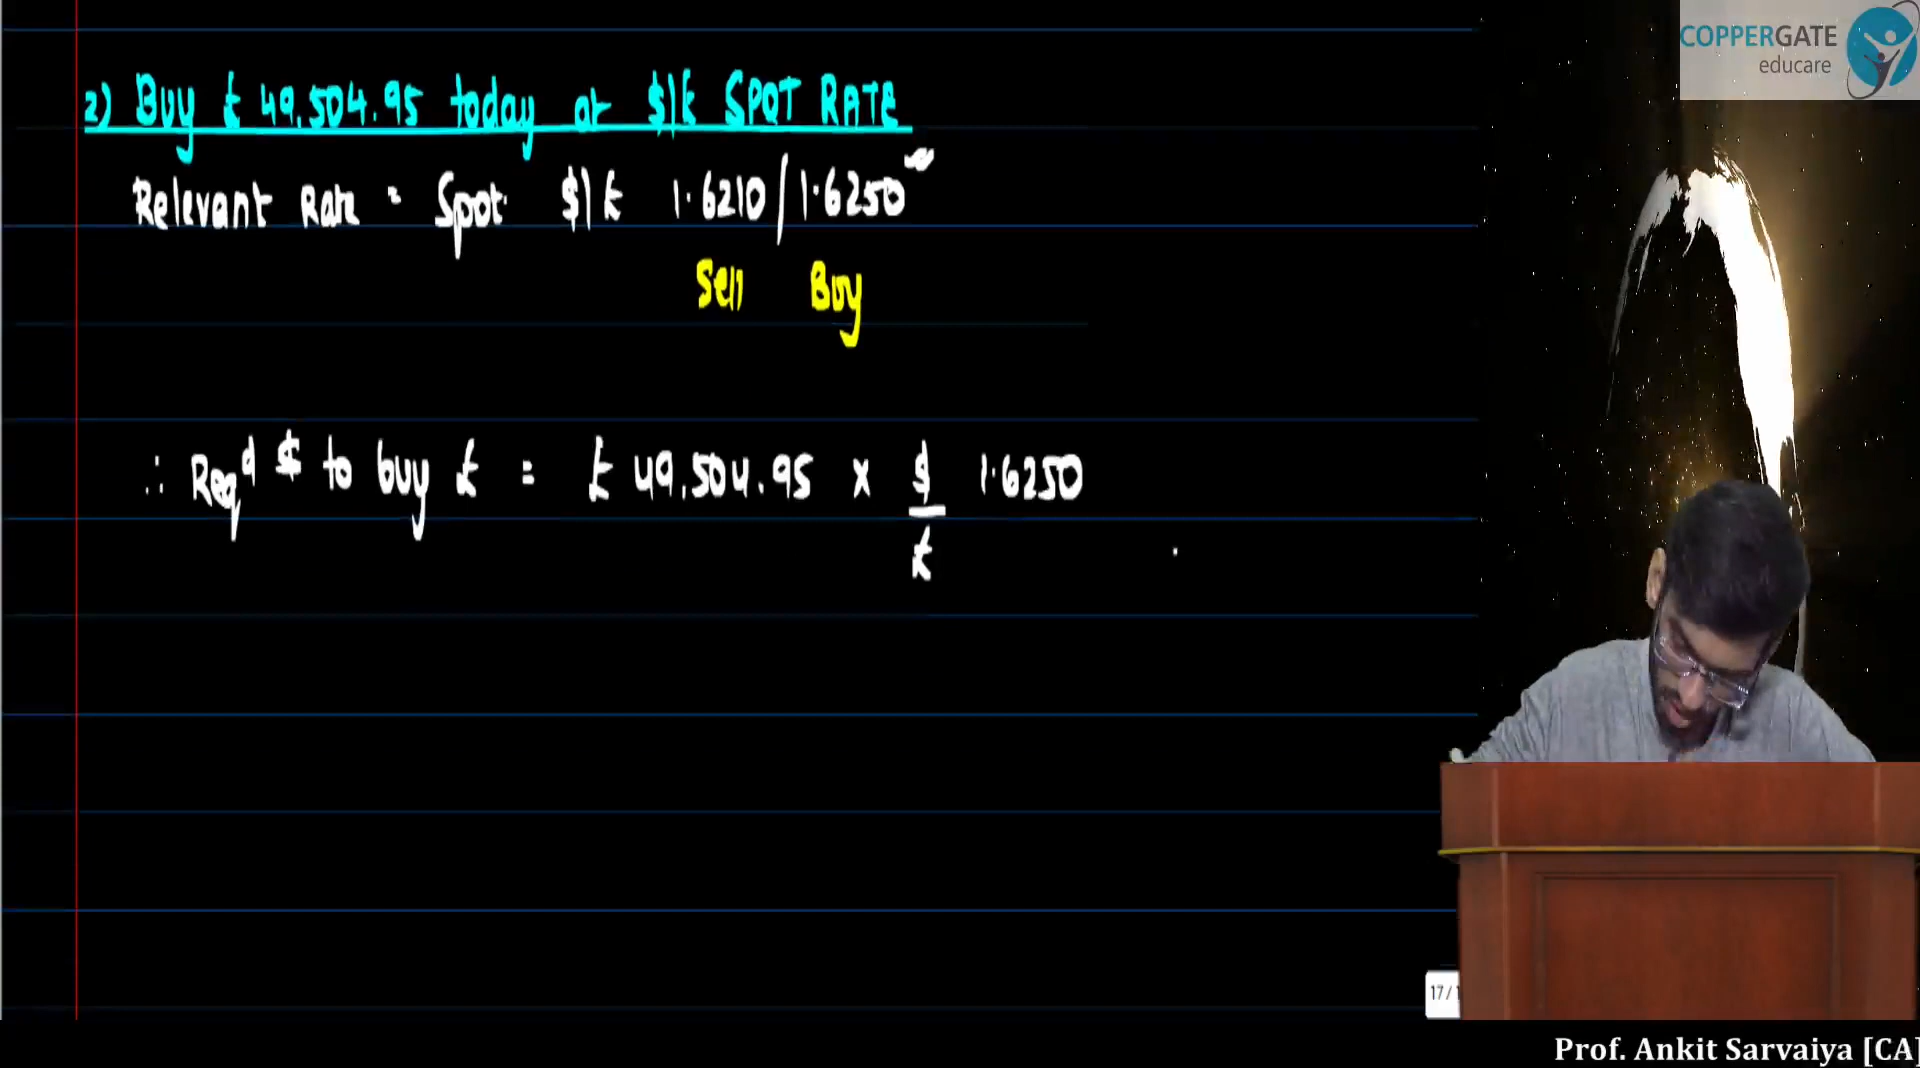 COPPERGATE
educare
2) Buy £ 49,504.95 today at $/£ SPOT RATE
Relevant Rate = Spot $/£ 1.6210/1.6250
Sell Buy
∴ Reqd $ to buy £ = £ 49,504.95 x $/£ 1.6250
17/1
Prof. Ankit Sarvaiya [CA]